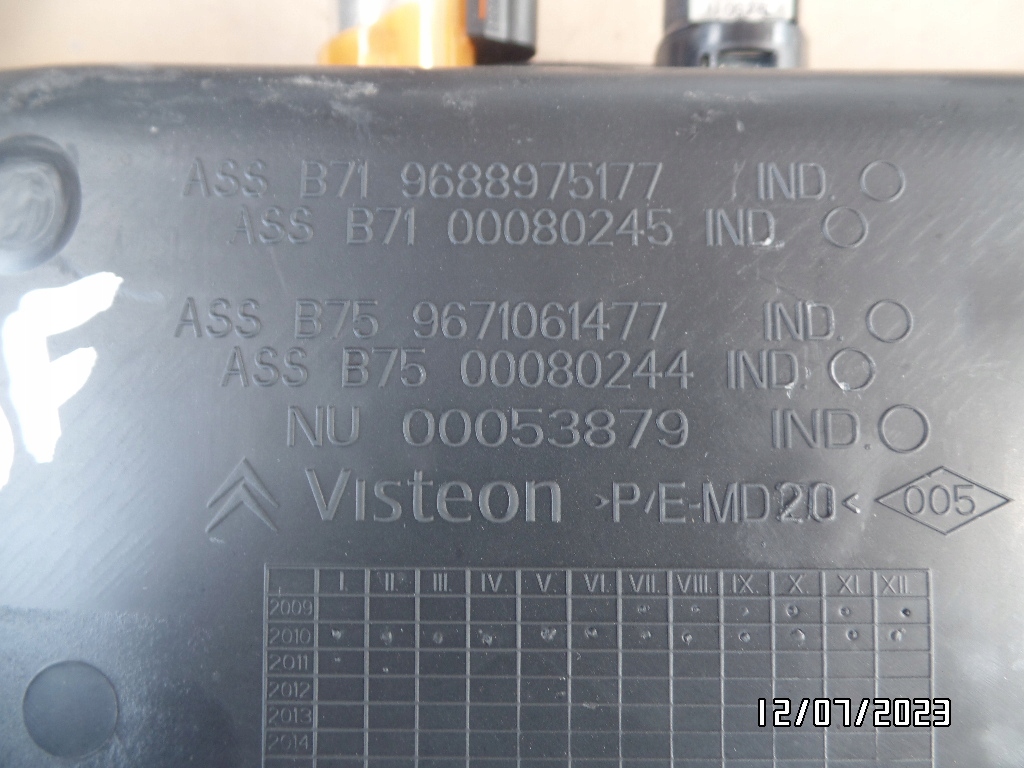 ASS B71 9688975177 IND.
ASS B71 00080245 IND.
ASS B75 9671061477 IND.
ASS B75 00080244 IND.
NU 00053879 IND.
Visteon >P/E-MD20< 005
I. II. III. IV. V. VI. VII. VIII. IX. X. XI. XII
2009
2010
2011
2012
2013
2014
12/07/2023